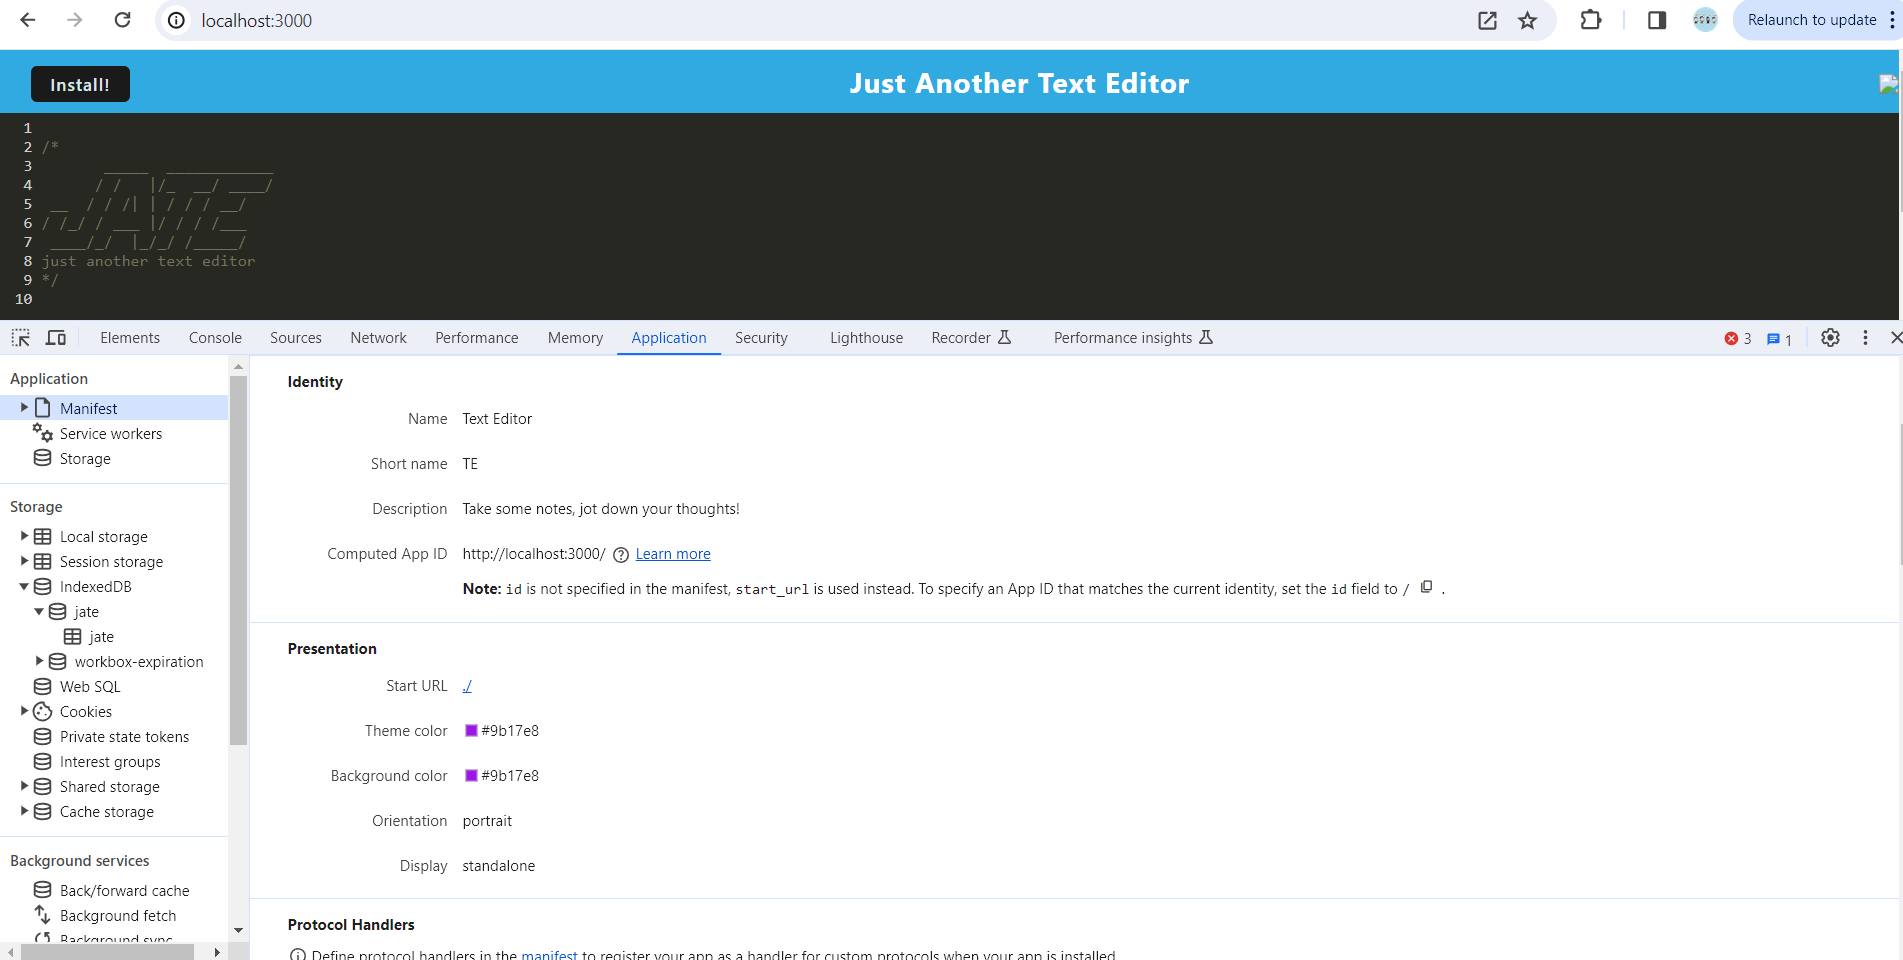 localhost:3000
Relaunch to update
Install!
Just Another Text Editor
1
2 /*
3       _____  ____________
4      / /   |/_  __/ ____/
5  __  / / /| | / / / __/
6 / /_/ / ___ |/ / / /___
7  ____/_/  |_/_/ /_____/
8 just another text editor
9 */
10
Elements Console Sources Network Performance Memory Application Security Lighthouse Recorder Performance insights 3 1
Application
Manifest
Service workers
Storage
Storage
Local storage
Session storage
IndexedDB
jate
jate
workbox-expiration
Web SQL
Cookies
Private state tokens
Interest groups
Shared storage
Cache storage
Background services
Back/forward cache
Background fetch
Background sync
Identity
Name Text Editor
Short name TE
Description Take some notes, jot down your thoughts!
Computed App ID http://localhost:3000/ Learn more
Note: id is not specified in the manifest, start_url is used instead. To specify an App ID that matches the current identity, set the id field to / .
Presentation
Start URL ./
Theme color #9b17e8
Background color #9b17e8
Orientation portrait
Display standalone
Protocol Handlers
Define protocol handlers in the manifest to register your app as a handler for custom protocols when your app is installed.